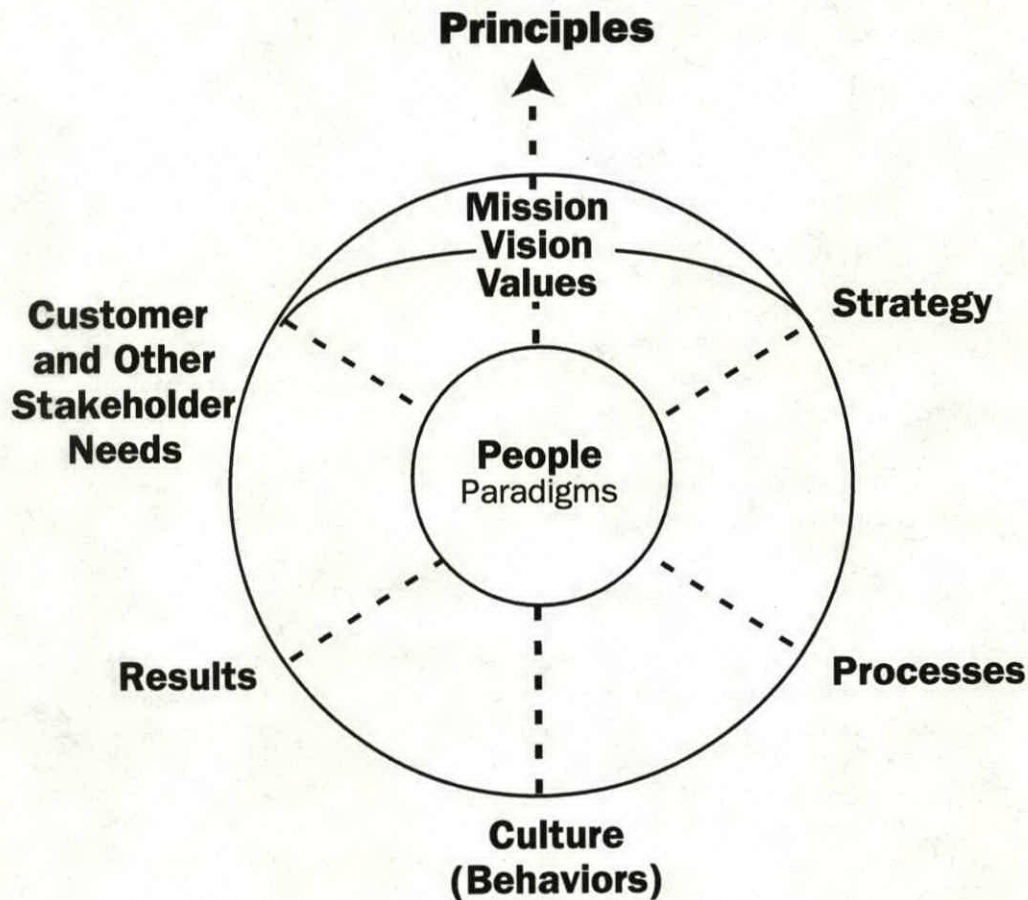 Principles
Mission
Vision
Values
Customer
and Other
Stakeholder
Needs
Strategy
People
Paradigms
Results
Processes
Culture
(Behaviors)